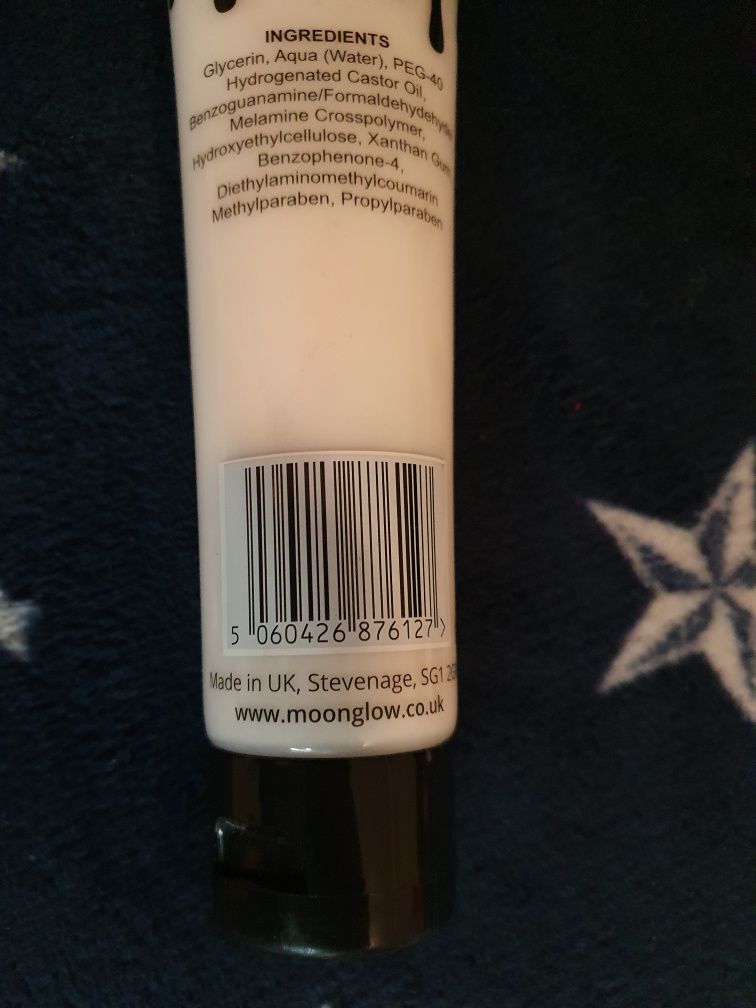 INGREDIENTS
Glycerin, Aqua (Water), PEG-40
Hydrogenated Castor Oil,
Benzoguanamine/Formaldehydehyde
Melamine Crosspolymer,
Hydroxyethylcellulose, Xanthan Gum
Benzophenone-4,
Diethylaminomethylcoumarin
Methylparaben, Propylparaben
5 060426 876127 >
Made in UK, Stevenage, SG1
www.moonglow.co.uk